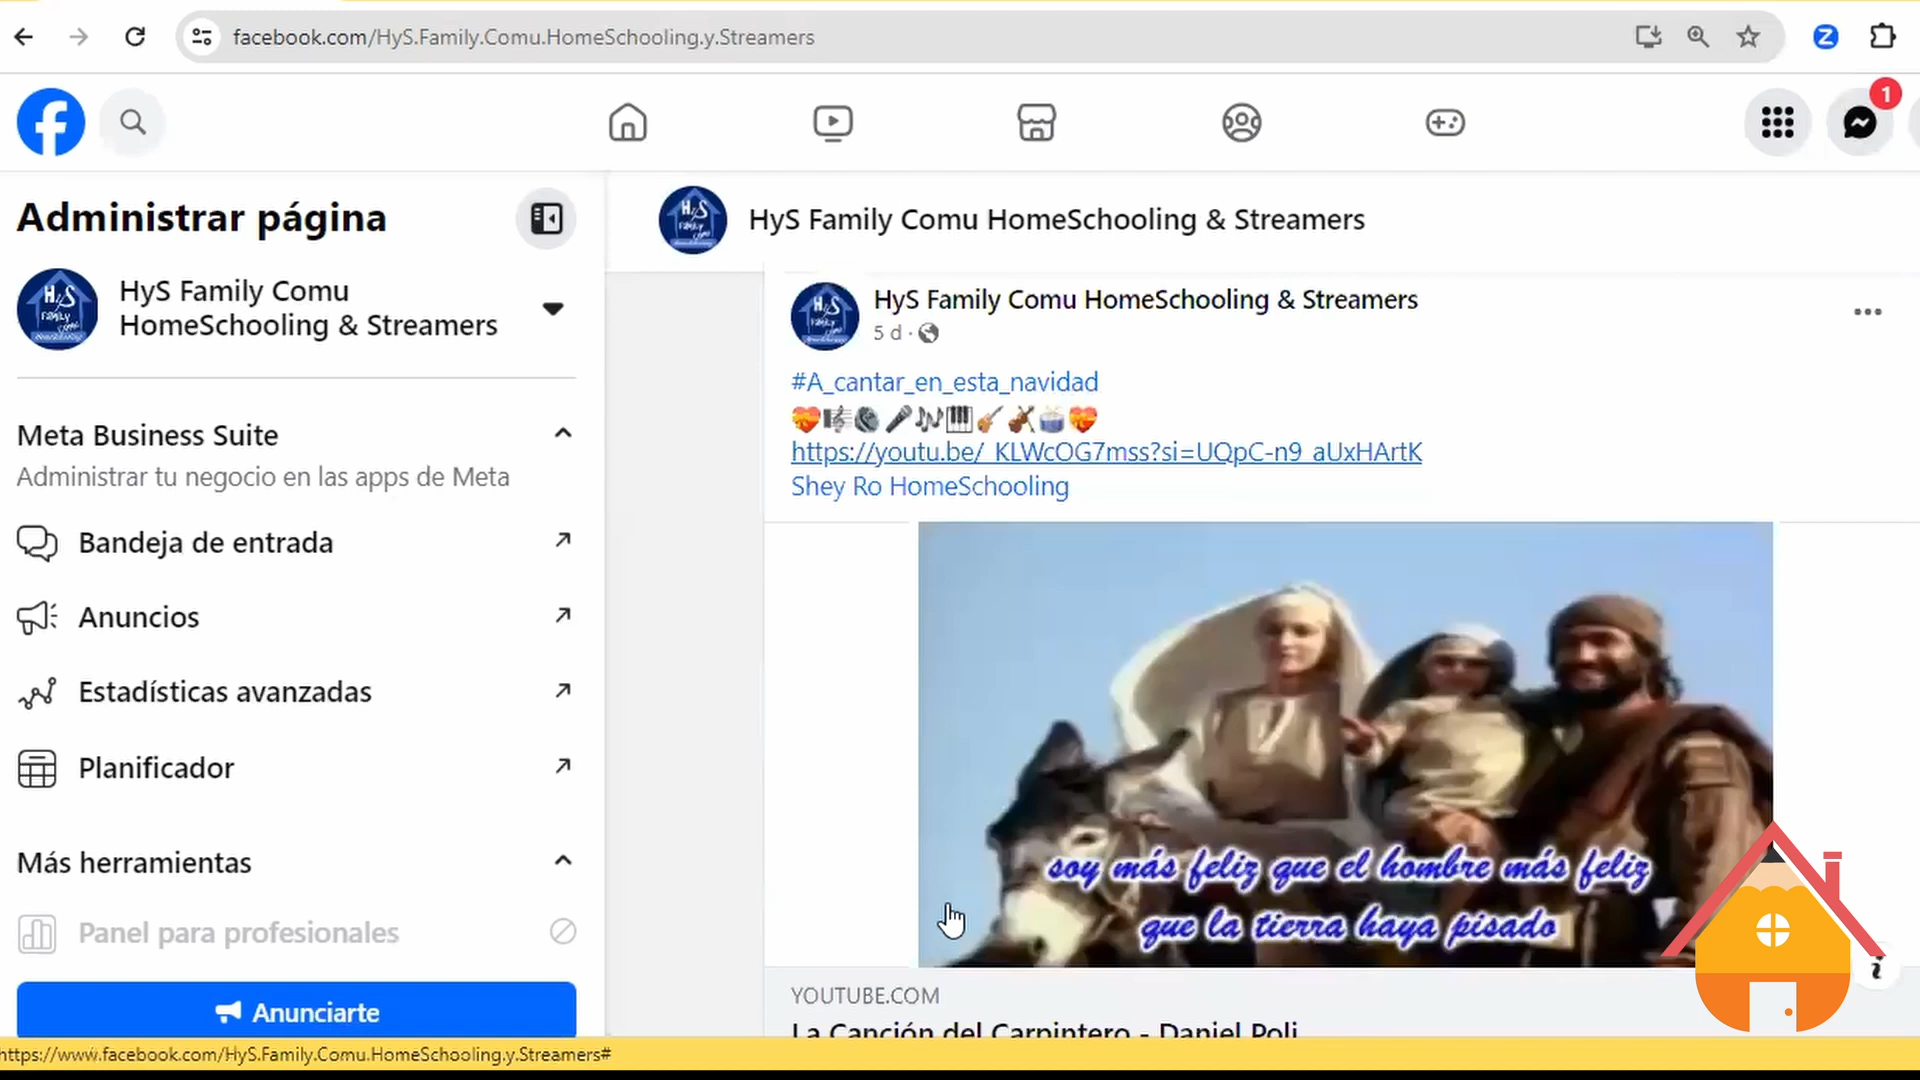 facebook.com/HyS.Family.Comu.HomeSchooling.y.Streamers
Z
1
Administrar página
HyS Family Comu HomeSchooling & Streamers
HyS Family Comu
HomeSchooling & Streamers
Meta Business Suite
Administrar tu negocio en las apps de Meta
Bandeja de entrada
Anuncios
Estadísticas avanzadas
Planificador
Más herramientas
Panel para profesionales
Anunciarte
HyS Family Comu HomeSchooling & Streamers
5 d ·
#A_cantar_en_esta_navidad
https://youtu.be/_KLWcOG7mss?si=UQpC-n9_aUxHArtK
Shey Ro HomeSchooling
soy más feliz que el hombre más feliz
que la tierra haya pisado
YOUTUBE.COM
La Canción del Carpintero - Daniel Poli
https://www.facebook.com/HyS.Family.Comu.HomeSchooling.y.Streamers#